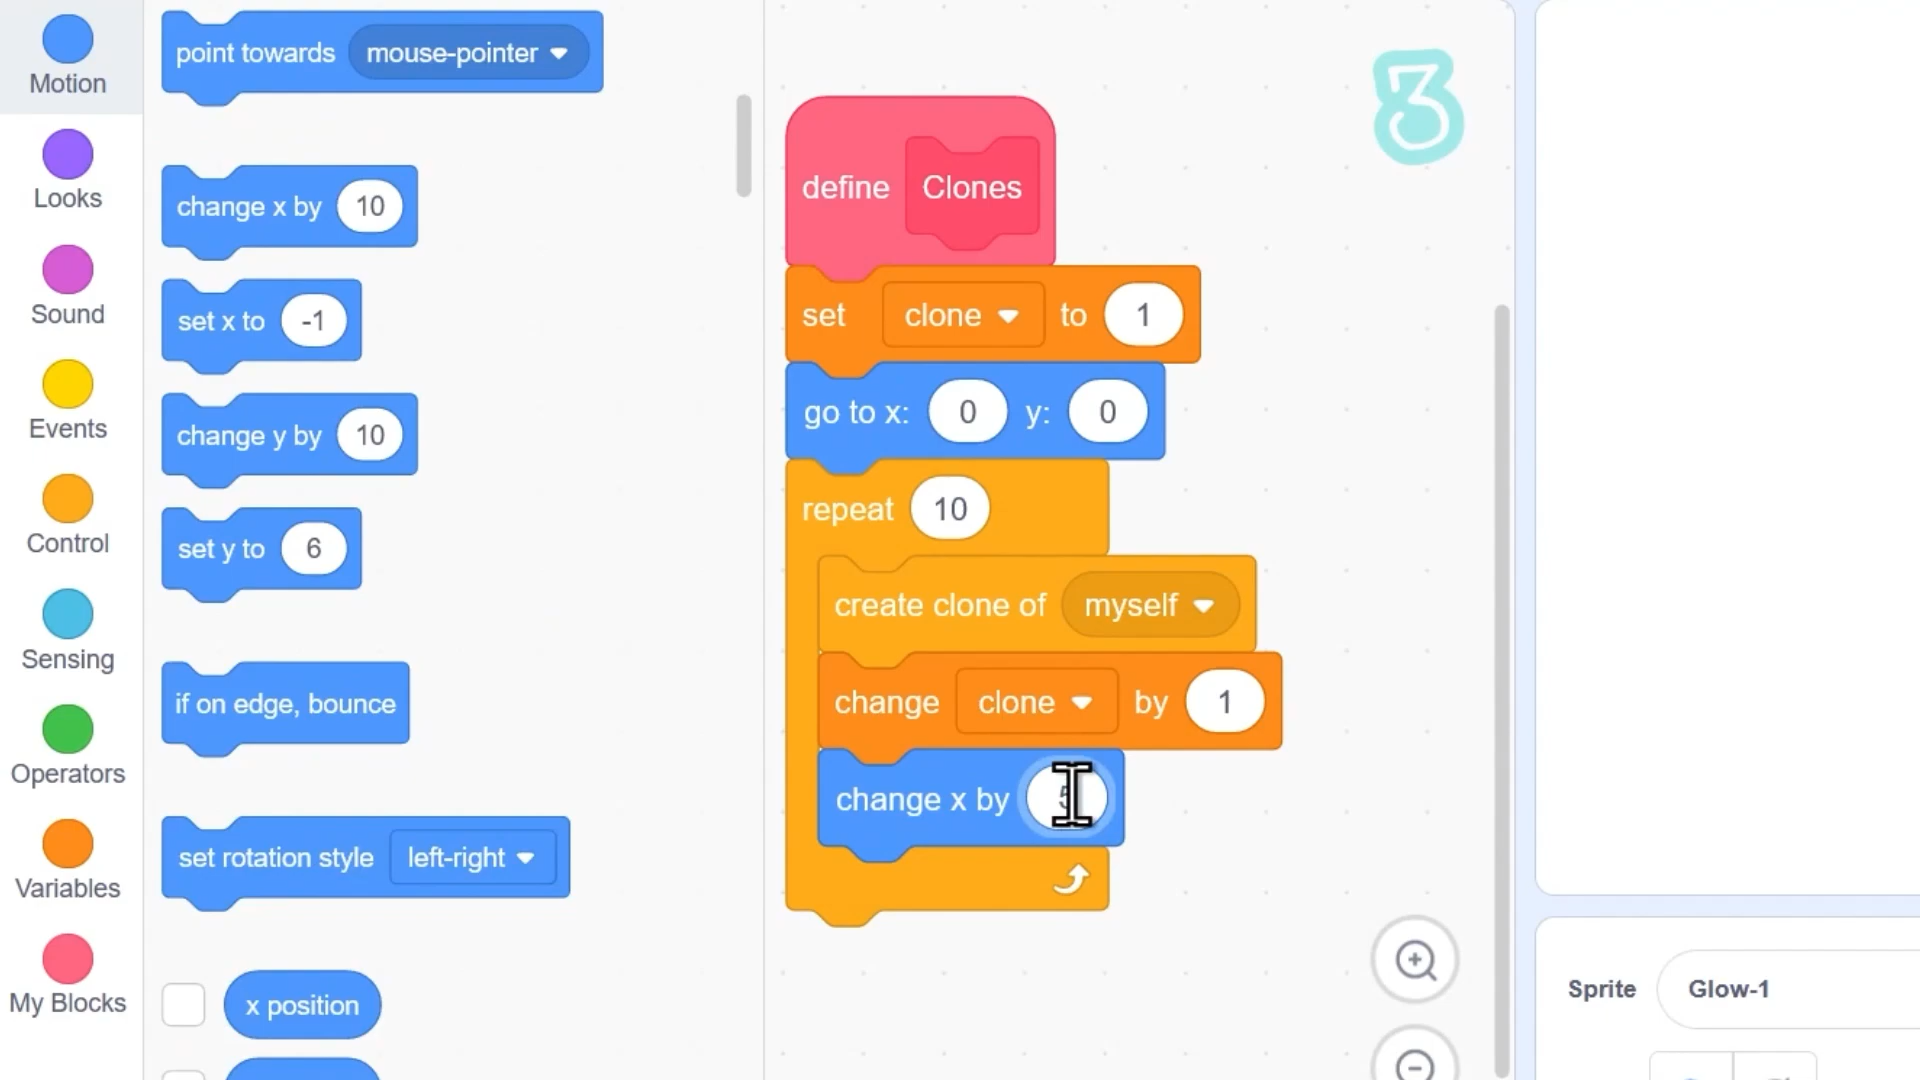 Motion
Looks
Sound
Events
Control
Sensing
Operators
Variables
My Blocks
point towards mouse-pointer
change x by 10
set x to -1
change y by 10
set y to 6
if on edge, bounce
set rotation style left-right
x position
define Clones
set clone to 1
go to x: 0 y: 0
repeat 10
create clone of myself
change clone by 1
change x by
3
Sprite Glow-1